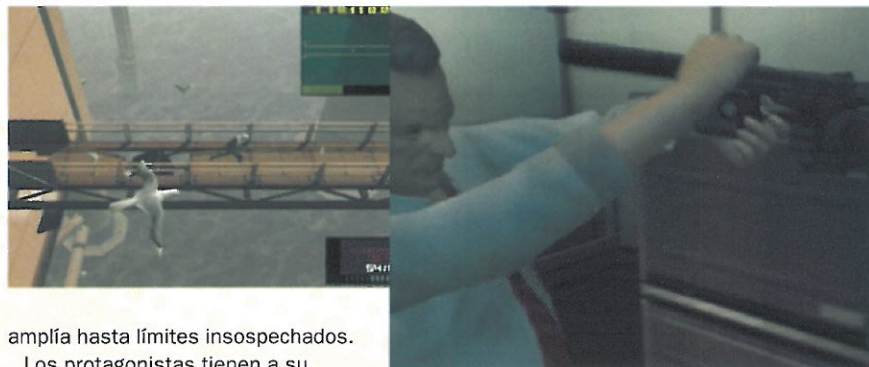 amplía hasta límites insospechados.
Los protagonistas tienen a su